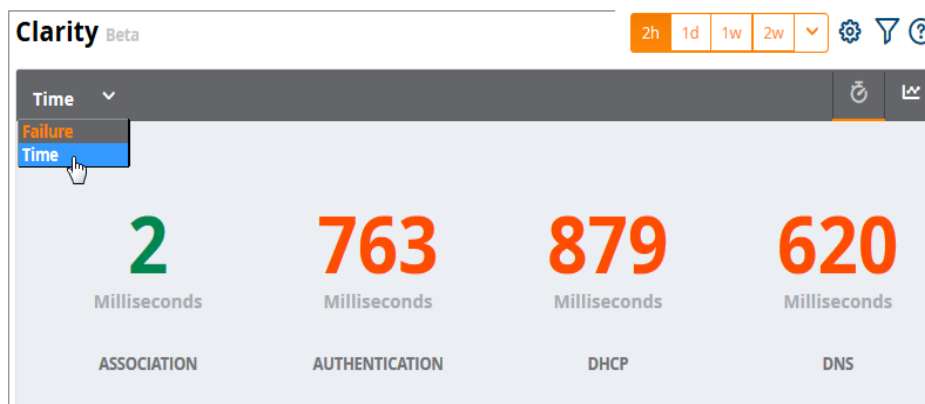 Clarity Beta
2h 1d 1w 2w
Time
Failure
Time
2 763 879 620
Milliseconds Milliseconds Milliseconds Milliseconds
ASSOCIATION AUTHENTICATION DHCP DNS